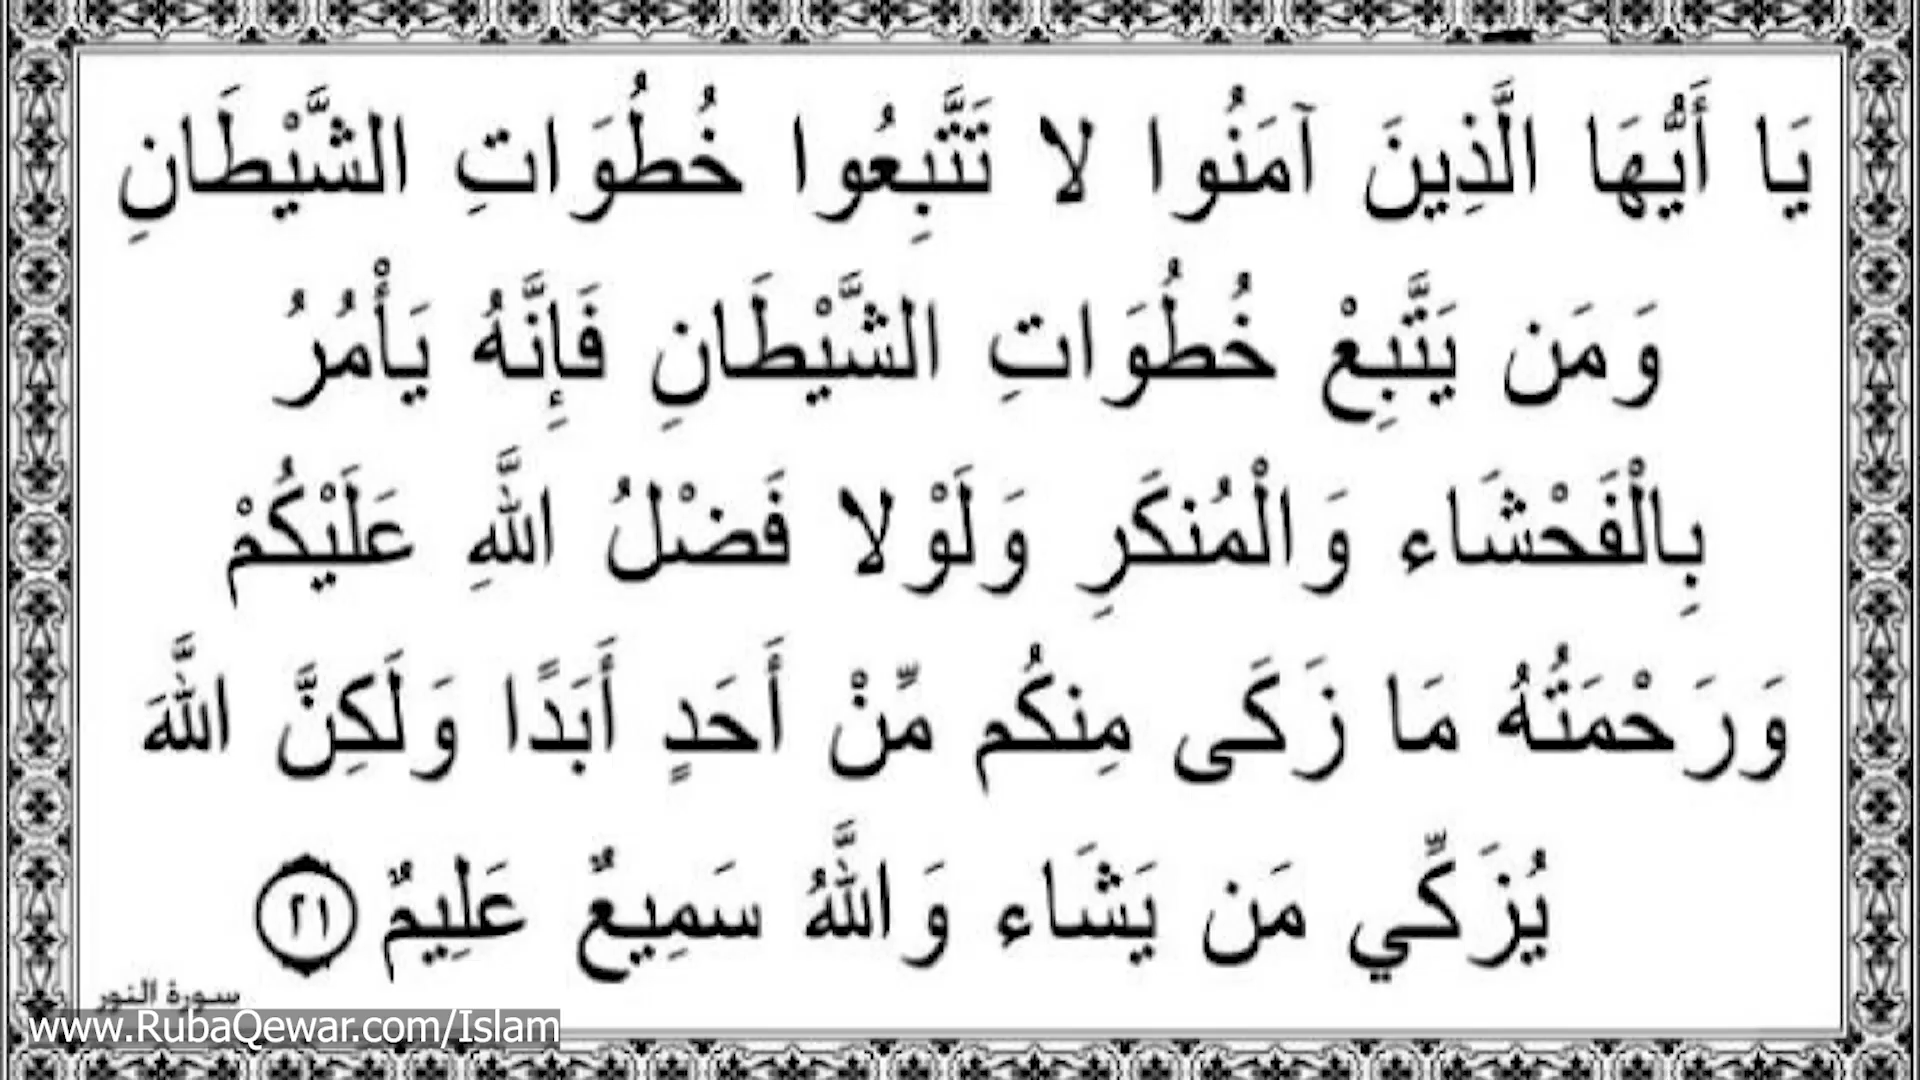 يَا أَيُّهَا الَّذِينَ آمَنُوا لا تَتَّبِعُوا خُطُوَاتِ الشَّيْطَانِ
وَمَن يَتَّبِعْ خُطُوَاتِ الشَّيْطَانِ فَإِنَّهُ يَأْمُرُ
بِالْفَحْشَاء وَالْمُنكَرِ وَلَوْلا فَضْلُ اللَّهِ عَلَيْكُمْ
وَرَحْمَتُهُ مَا زَكَى مِنكُم مِّنْ أَحَدٍ أَبَدًا وَلَكِنَّ اللَّهَ
يُزَكِّي مَن يَشَاء وَاللَّهُ سَمِيعٌ عَلِيمٌ ٢١
سورة النور
www.RubaQewar.com/Islam